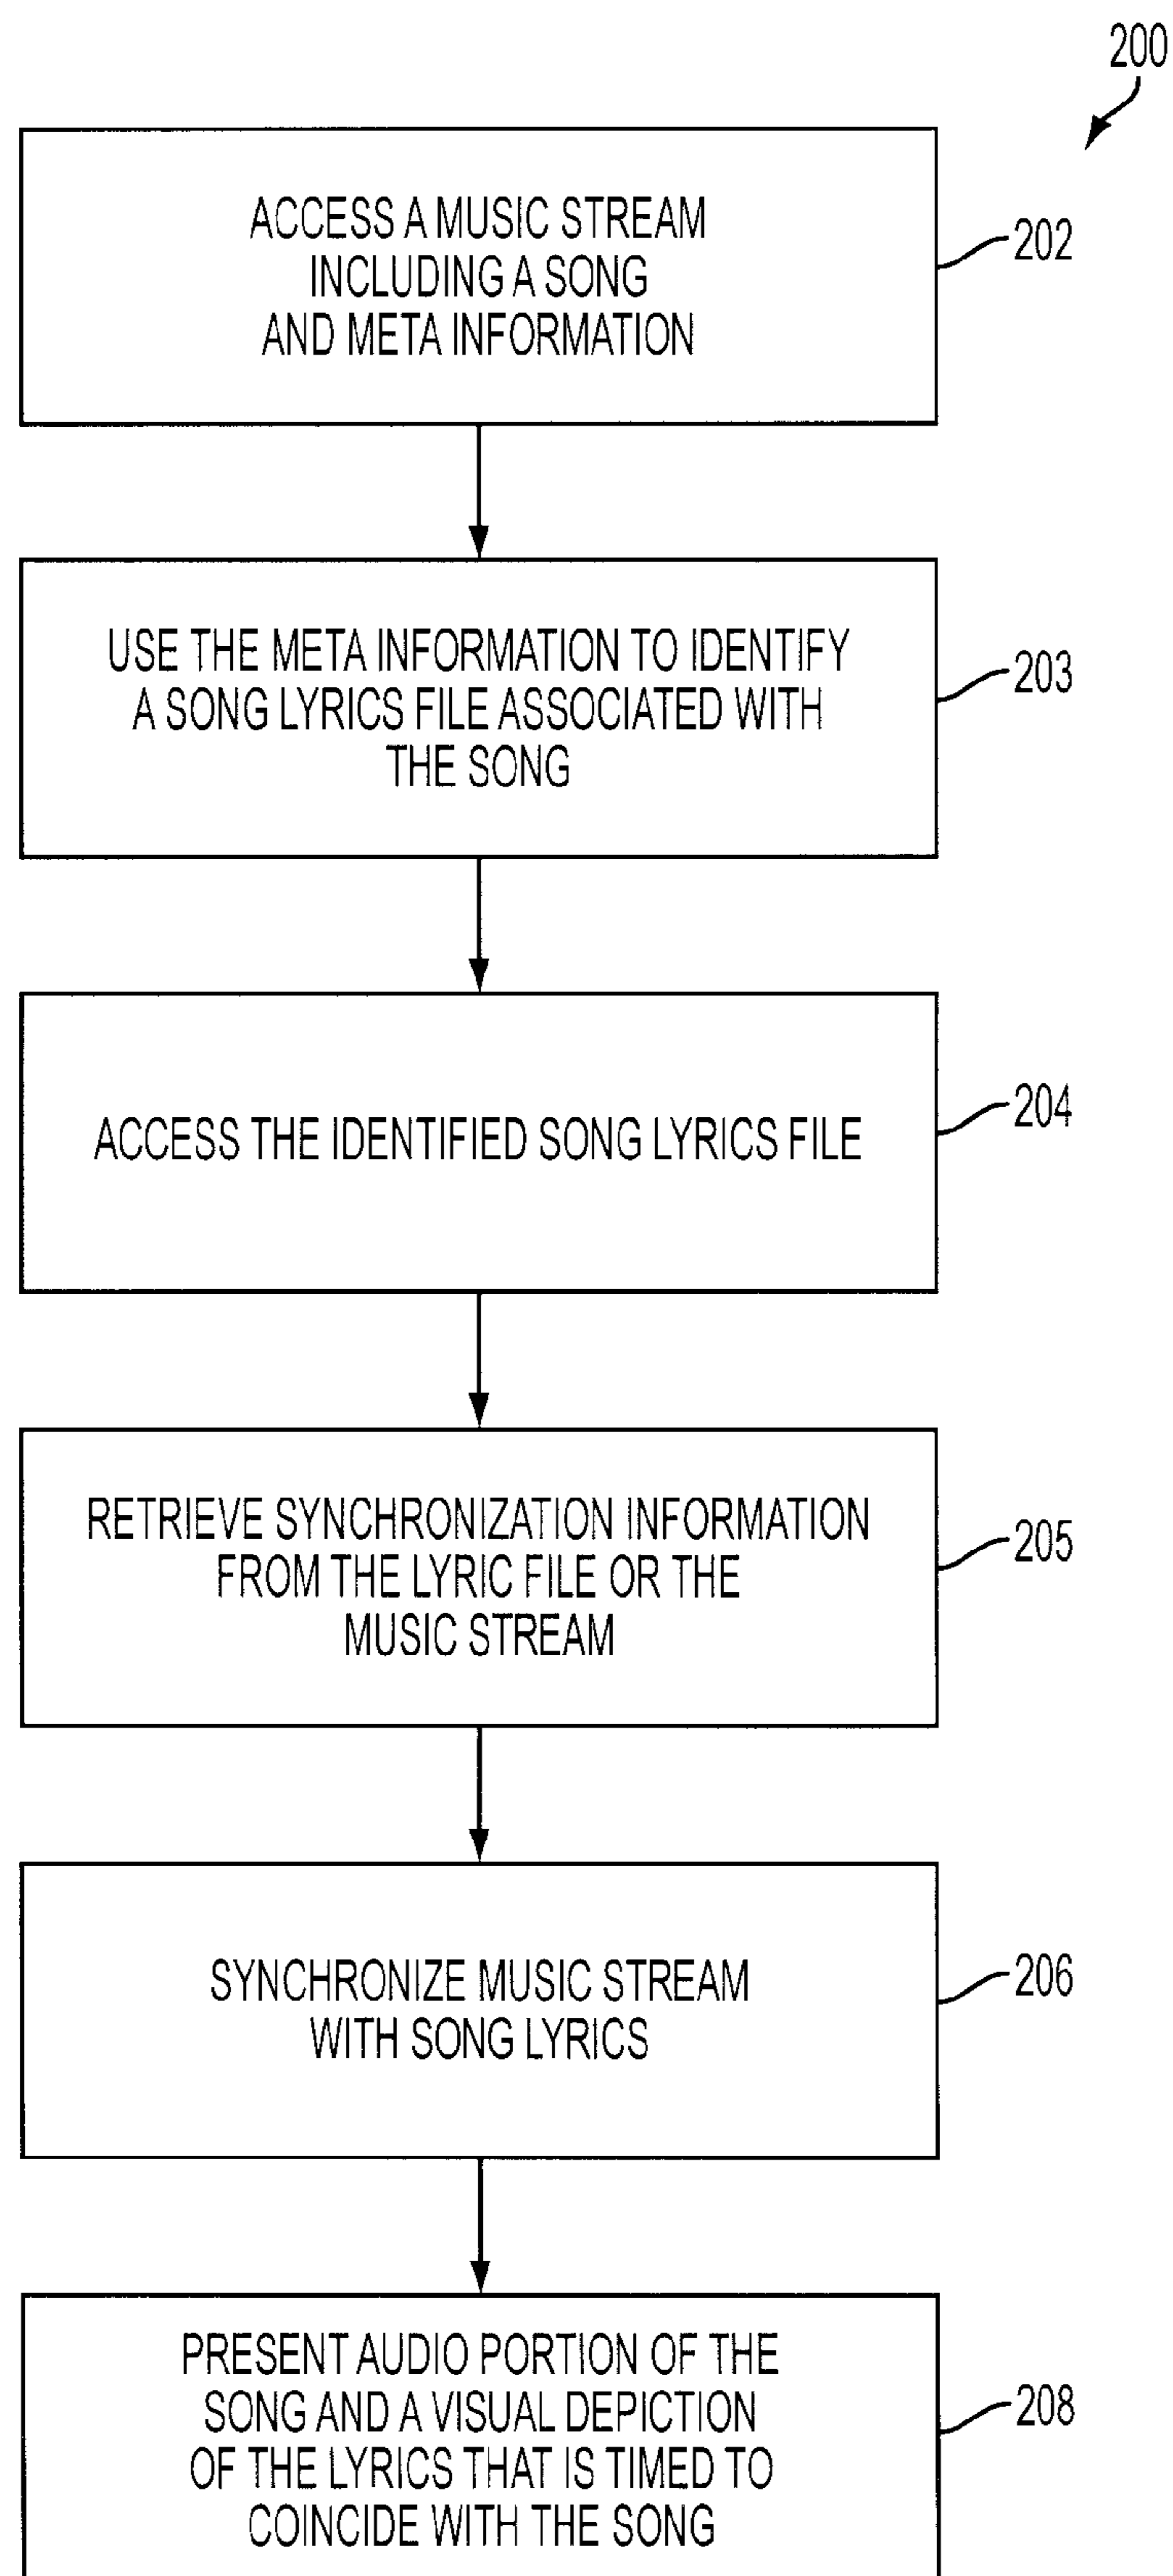 200
ACCESS A MUSIC STREAM
INCLUDING A SONG
AND META INFORMATION
202
USE THE META INFORMATION TO IDENTIFY
A SONG LYRICS FILE ASSOCIATED WITH
THE SONG
203
ACCESS THE IDENTIFIED SONG LYRICS FILE
204
RETRIEVE SYNCHRONIZATION INFORMATION
FROM THE LYRIC FILE OR THE
MUSIC STREAM
205
SYNCHRONIZE MUSIC STREAM
WITH SONG LYRICS
206
PRESENT AUDIO PORTION OF THE
SONG AND A VISUAL DEPICTION
OF THE LYRICS THAT IS TIMED TO
COINCIDE WITH THE SONG
208